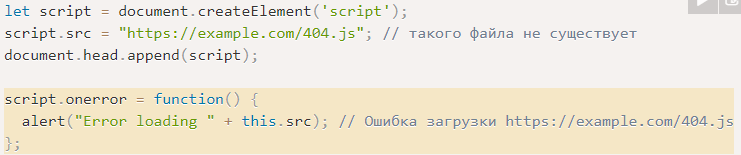 let script = document.createElement('script');
script.src = "https://example.com/404.js"; // такого файла не существует
document.head.append(script);
script.onerror = function() {
alert("Error loading " + this.src); // Ошибка загрузки https://example.com/404.js
};